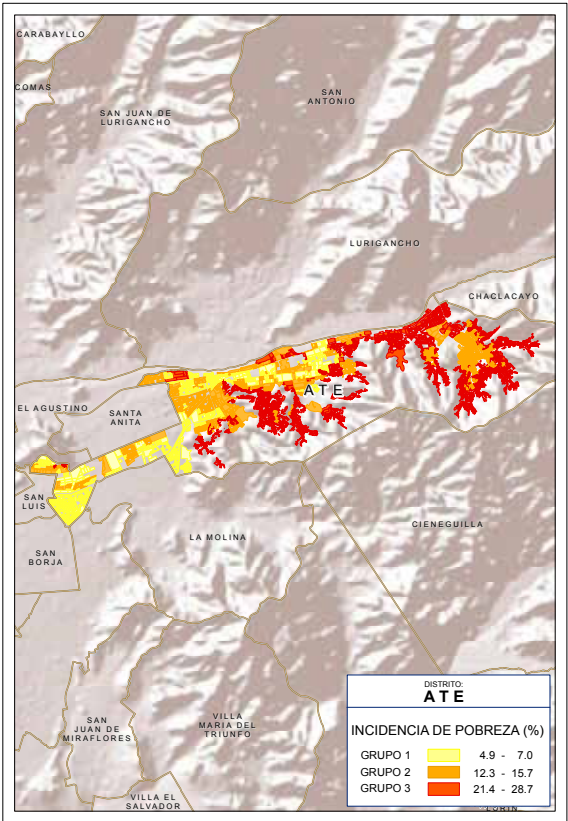 CARABAYLLO
COMAS
SAN
ANTONIO
SAN JUAN DE
LURIGANCHO
LURIGANCHO
CHACLACAYO
ATE
EL AGUSTINO
SANTA
ANITA
SAN
LUIS
SAN
BORJA
LA MOLINA
CIENEGUILLA
SAN
JUAN DE
MIRAFLORES
VILLA
MARIA DEL
TRIUNFO
VILLA EL
SALVADOR
DISTRITO:
ATE
INCIDENCIA DE POBREZA (%)
GRUPO 1 4.9 - 7.0
GRUPO 2 12.3 - 15.7
GRUPO 3 21.4 - 28.7